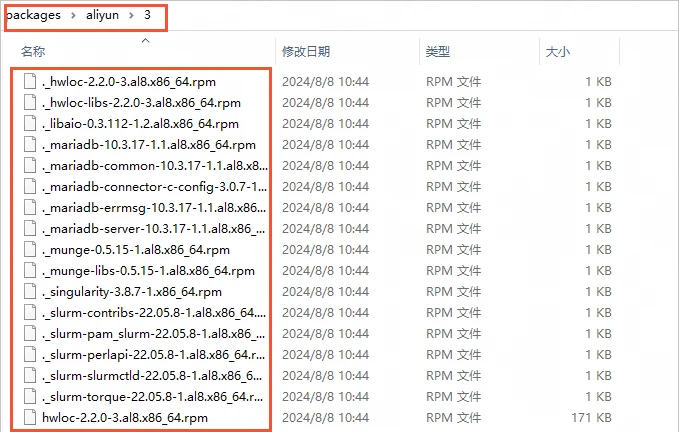 packages > aliyun > 3
名称 修改日期 类型 大小
._hwloc-2.2.0-3.al8.x86_64.rpm 2024/8/8 10:44 RPM 文件 1 KB
._hwloc-libs-2.2.0-3.al8.x86_64.rpm 2024/8/8 10:44 RPM 文件 1 KB
._libaio-0.3.112-1.2.al8.x86_64.rpm 2024/8/8 10:44 RPM 文件 1 KB
._mariadb-10.3.17-1.1.al8.x86_64.rpm 2024/8/8 10:44 RPM 文件 1 KB
._mariadb-common-10.3.17-1.1.al8.x8... 2024/8/8 10:44 RPM 文件 1 KB
._mariadb-connector-c-config-3.0.7-1... 2024/8/8 10:44 RPM 文件 1 KB
._mariadb-errmsg-10.3.17-1.1.al8.x86... 2024/8/8 10:44 RPM 文件 1 KB
._mariadb-server-10.3.17-1.1.al8.x86_... 2024/8/8 10:44 RPM 文件 1 KB
._munge-0.5.15-1.al8.x86_64.rpm 2024/8/8 10:44 RPM 文件 1 KB
._munge-libs-0.5.15-1.al8.x86_64.rpm 2024/8/8 10:44 RPM 文件 1 KB
._singularity-3.8.7-1.x86_64.rpm 2024/8/8 10:44 RPM 文件 1 KB
._slurm-contribs-22.05.8-1.al8.x86_64.... 2024/8/8 10:44 RPM 文件 1 KB
._slurm-pam_slurm-22.05.8-1.al8.x86_... 2024/8/8 10:44 RPM 文件 1 KB
._slurm-perlapi-22.05.8-1.al8.x86_64.r... 2024/8/8 10:44 RPM 文件 1 KB
._slurm-slurmctld-22.05.8-1.al8.x86_6... 2024/8/8 10:44 RPM 文件 1 KB
._slurm-torque-22.05.8-1.al8.x86_64.r... 2024/8/8 10:44 RPM 文件 1 KB
hwloc-2.2.0-3.al8.x86_64.rpm 2024/8/8 10:44 RPM 文件 171 KB